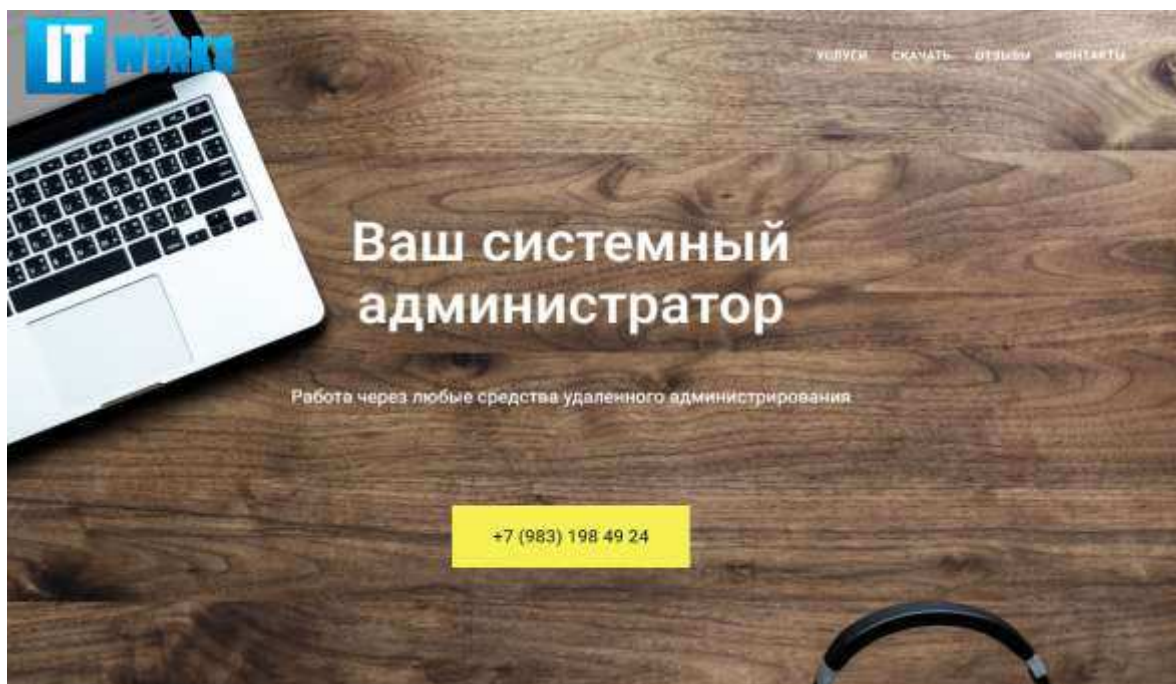 IT WORKS
УСЛУГИ СКАЧАТЬ ОТЗЫВЫ КОНТАКТЫ
Ваш системный
администратор
Работа через любые средства удаленного администрирования
+7 (983) 198 49 24